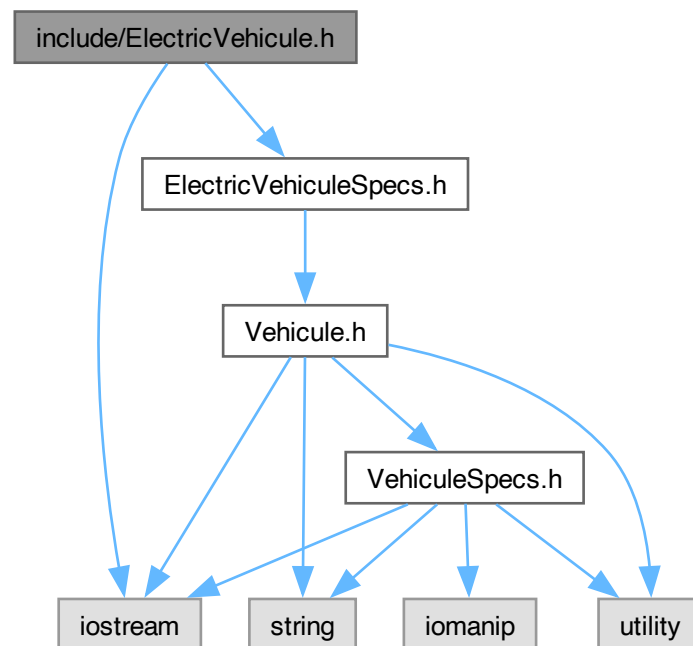 include/ElectricVehicule.h
ElectricVehiculeSpecs.h
Vehicule.h
VehiculeSpecs.h
iostream
string
iomanip
utility